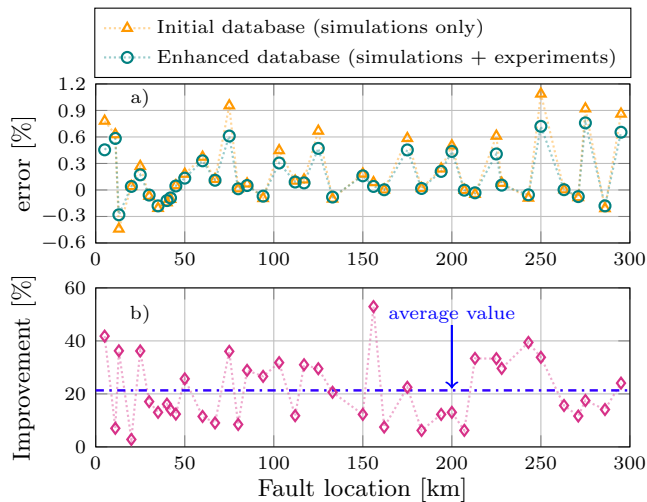 Initial database (simulations only)
Enhanced database (simulations + experiments)
a)
error [%]
1.2
0.9
0.6
0.3
0
−0.3
−0.6
0 50 100 150 200 250 300
b)
average value
Improvement [%]
60
40
20
0
0 50 100 150 200 250 300
Fault location [km]